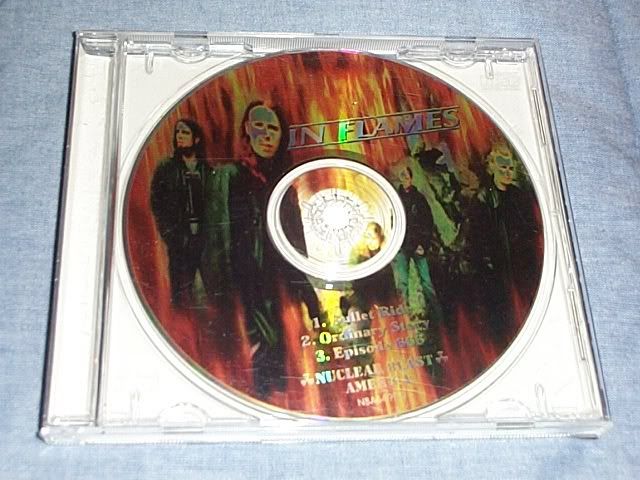 IN FLAMES
1. Bullet Ride
2. Ordinary Story
3. Episode 666
NUCLEAR BLAST
AMERICA